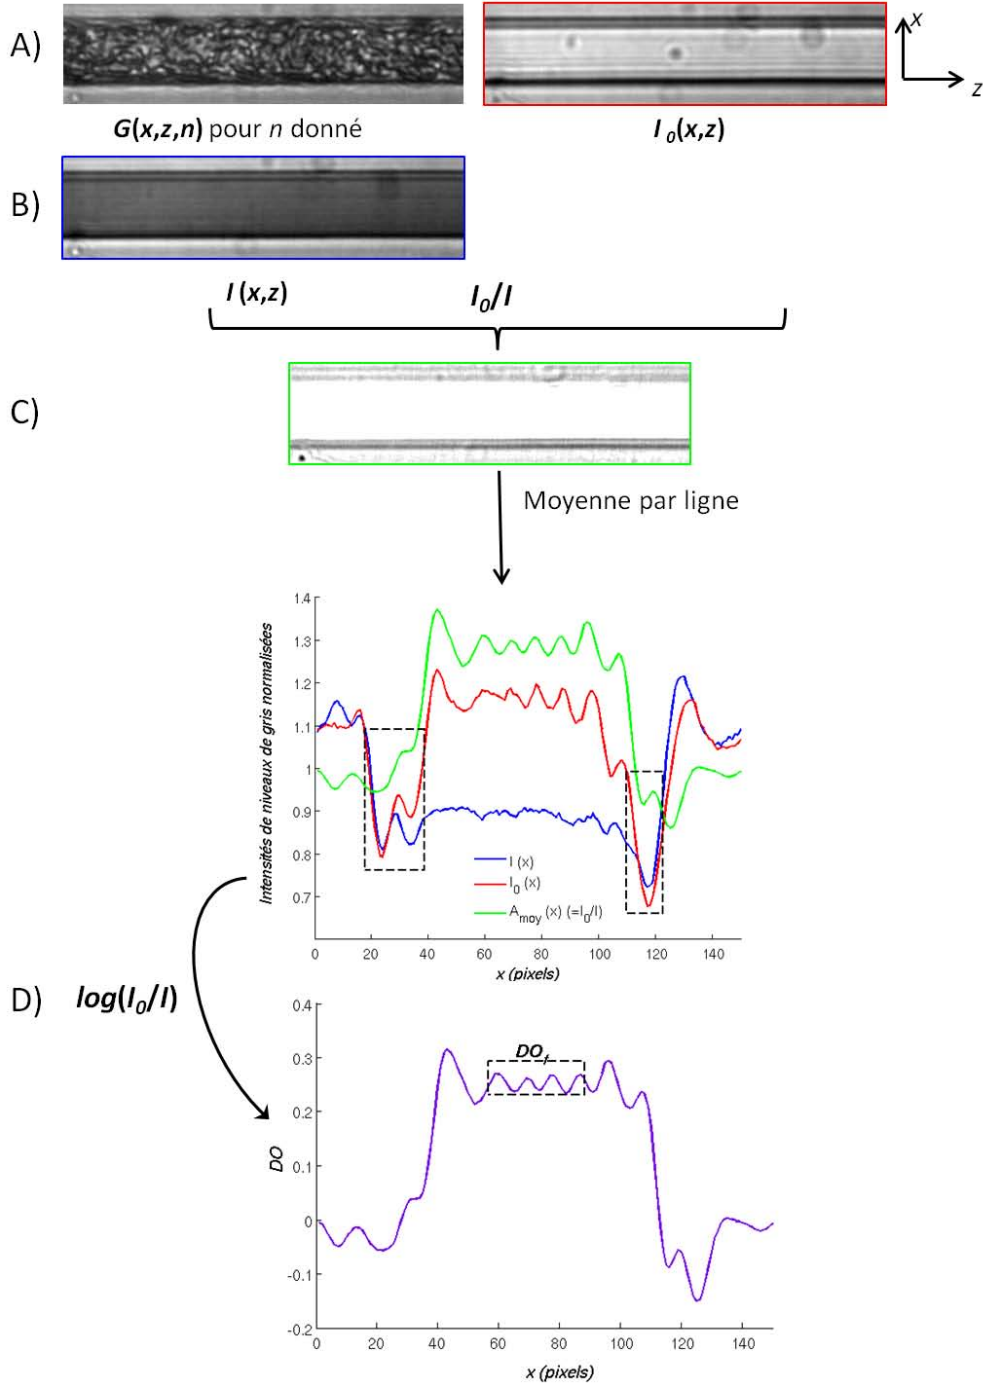 A)
x
z
G(x,z,n) pour n donné
I 0(x,z)
B)
I (x,z)
I0/I
C)
Moyenne par ligne
Intensités de niveaux de gris normalisées
1.4
1.3
1.2
1.1
1
0.9
0.8
0.7
I (x)
I0 (x)
Amoy (x) (=I0/I)
0 20 40 60 80 100 120 140
x (pixels)
D)
log(I0/I)
DO
0.4
0.3
0.2
0.1
0
-0.1
-0.2
DOf
0 20 40 60 80 100 120 140
x (pixels)